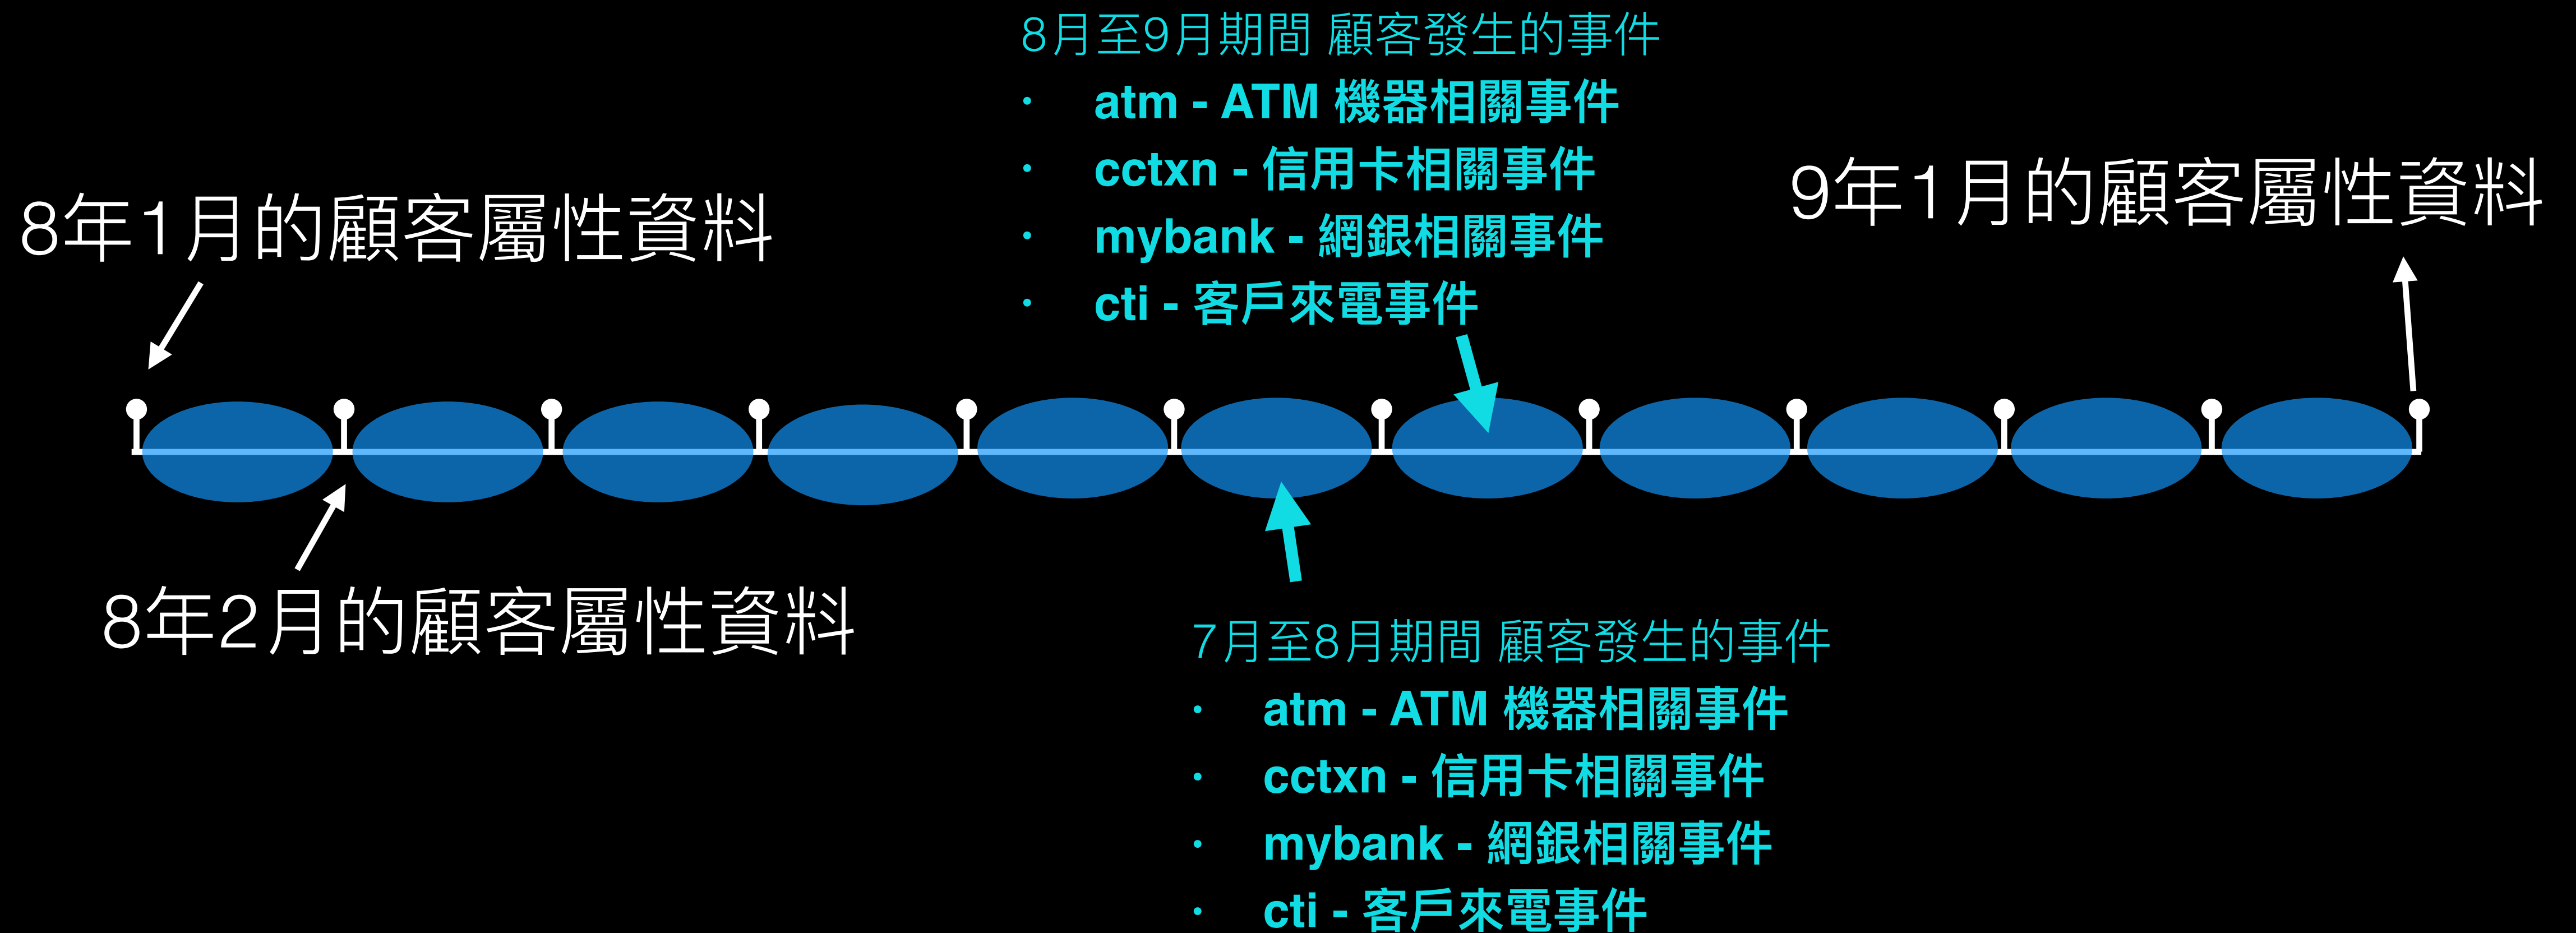 8月至9月期間 顧客發生的事件
• atm - ATM 機器相關事件
• cctxn - 信用卡相關事件
• mybank - 網銀相關事件
• cti - 客戶來電事件
8年1月的顧客屬性資料
9年1月的顧客屬性資料
8年2月的顧客屬性資料
7月至8月期間 顧客發生的事件
• atm - ATM 機器相關事件
• cctxn - 信用卡相關事件
• mybank - 網銀相關事件
• cti - 客戶來電事件